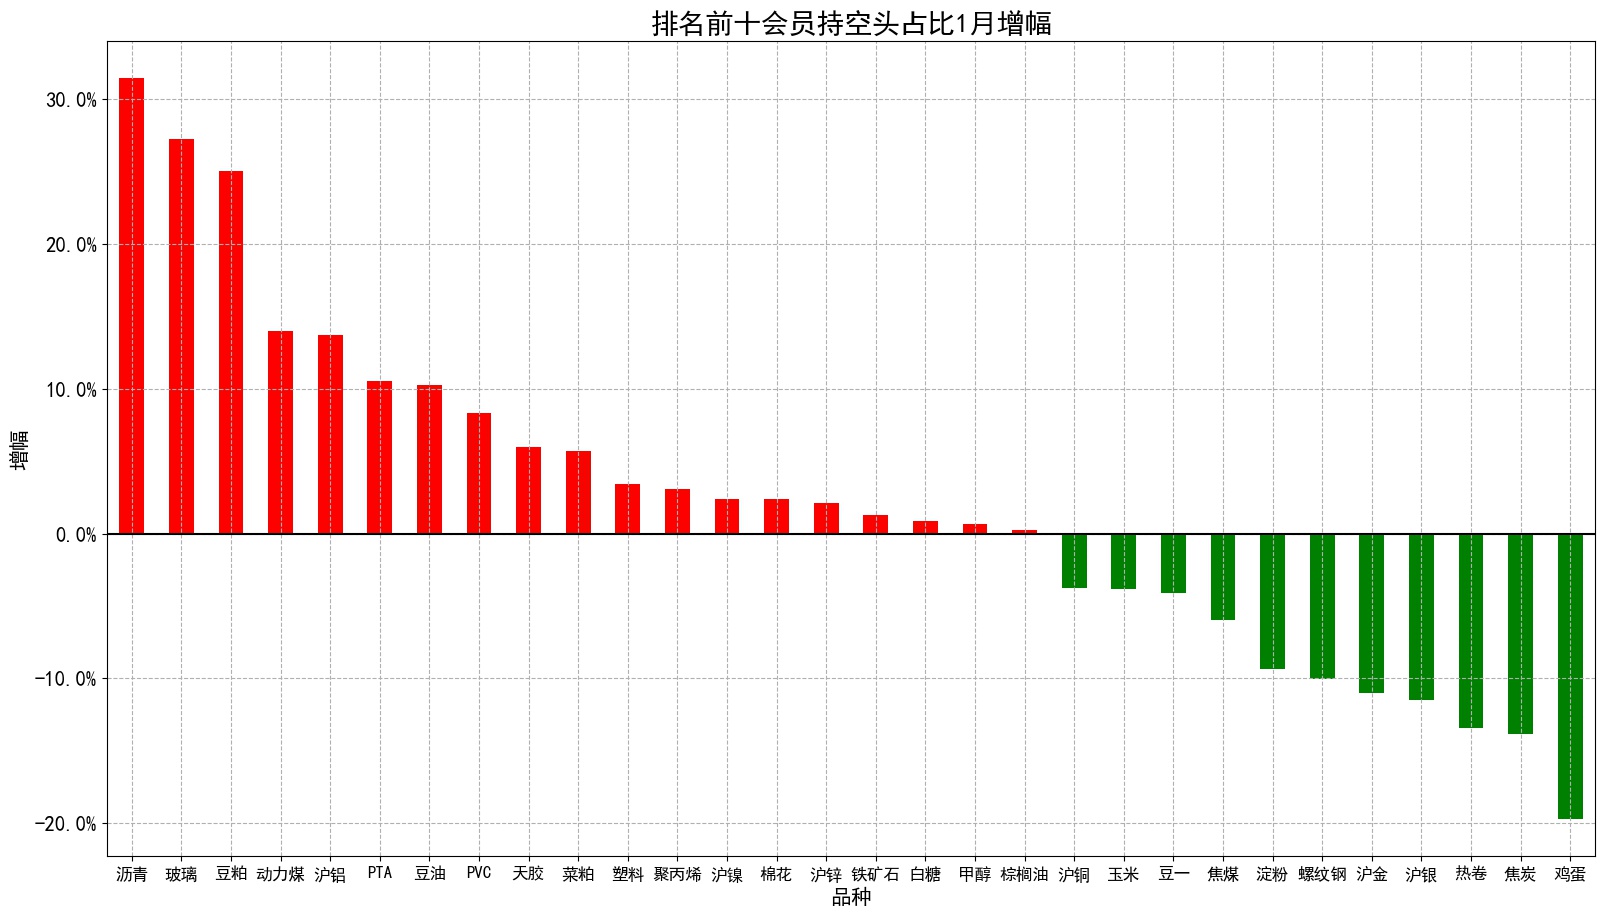 排名前十会员持空头占比1月增幅
30.0%
20.0%
10.0%
0.0%
-10.0%
-20.0%
增幅
沥青 玻璃 豆粕 动力煤 沪铝 PTA 豆油 PVC 天胶 菜粕 塑料 聚丙烯 沪镍 棉花 沪锌 铁矿石 白糖 甲醇 棕榈油 沪铜 玉米 豆一 焦煤 淀粉 螺纹钢 沪金 沪银 热卷 焦炭 鸡蛋
品种